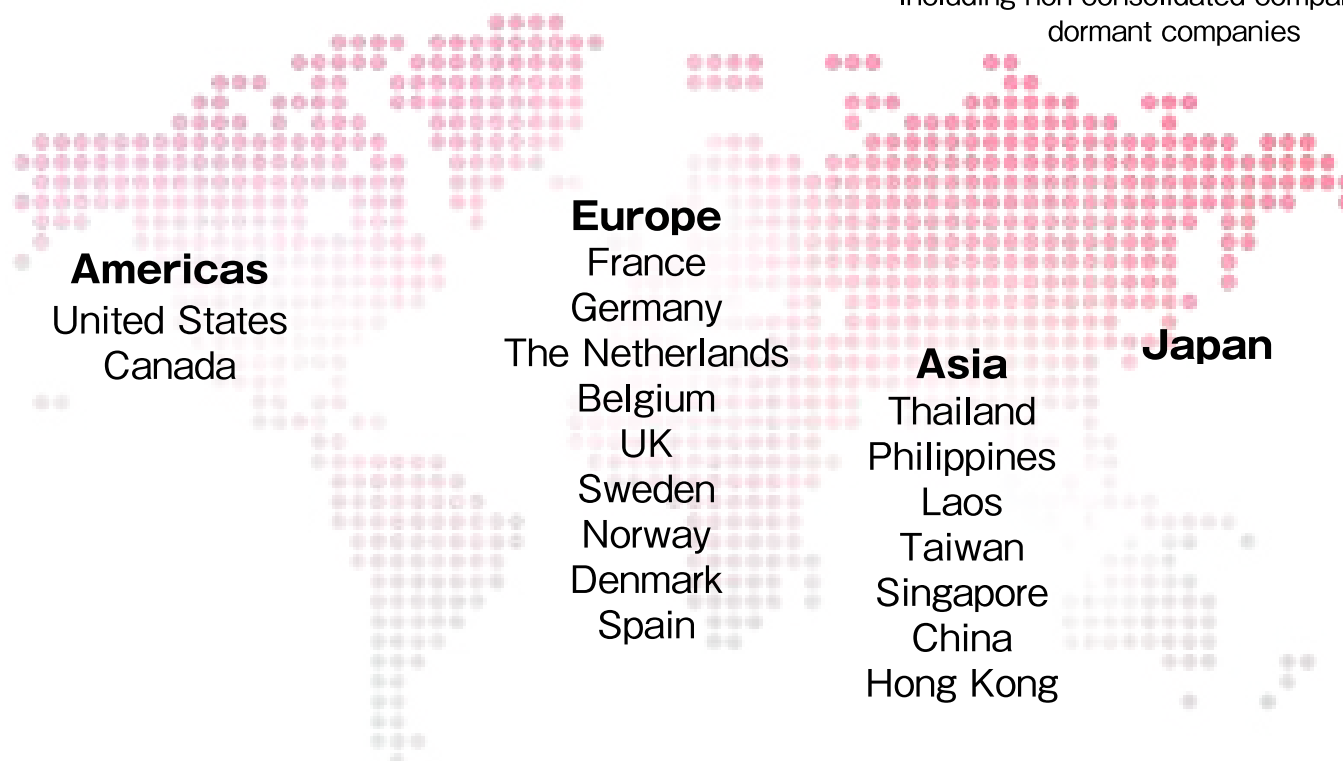 dormant companies
Americas
United States
Canada
Europe
France
Germany
The Netherlands
Belgium
UK
Sweden
Norway
Denmark
Spain
Asia
Thailand
Philippines
Laos
Taiwan
Singapore
China
Hong Kong
Japan